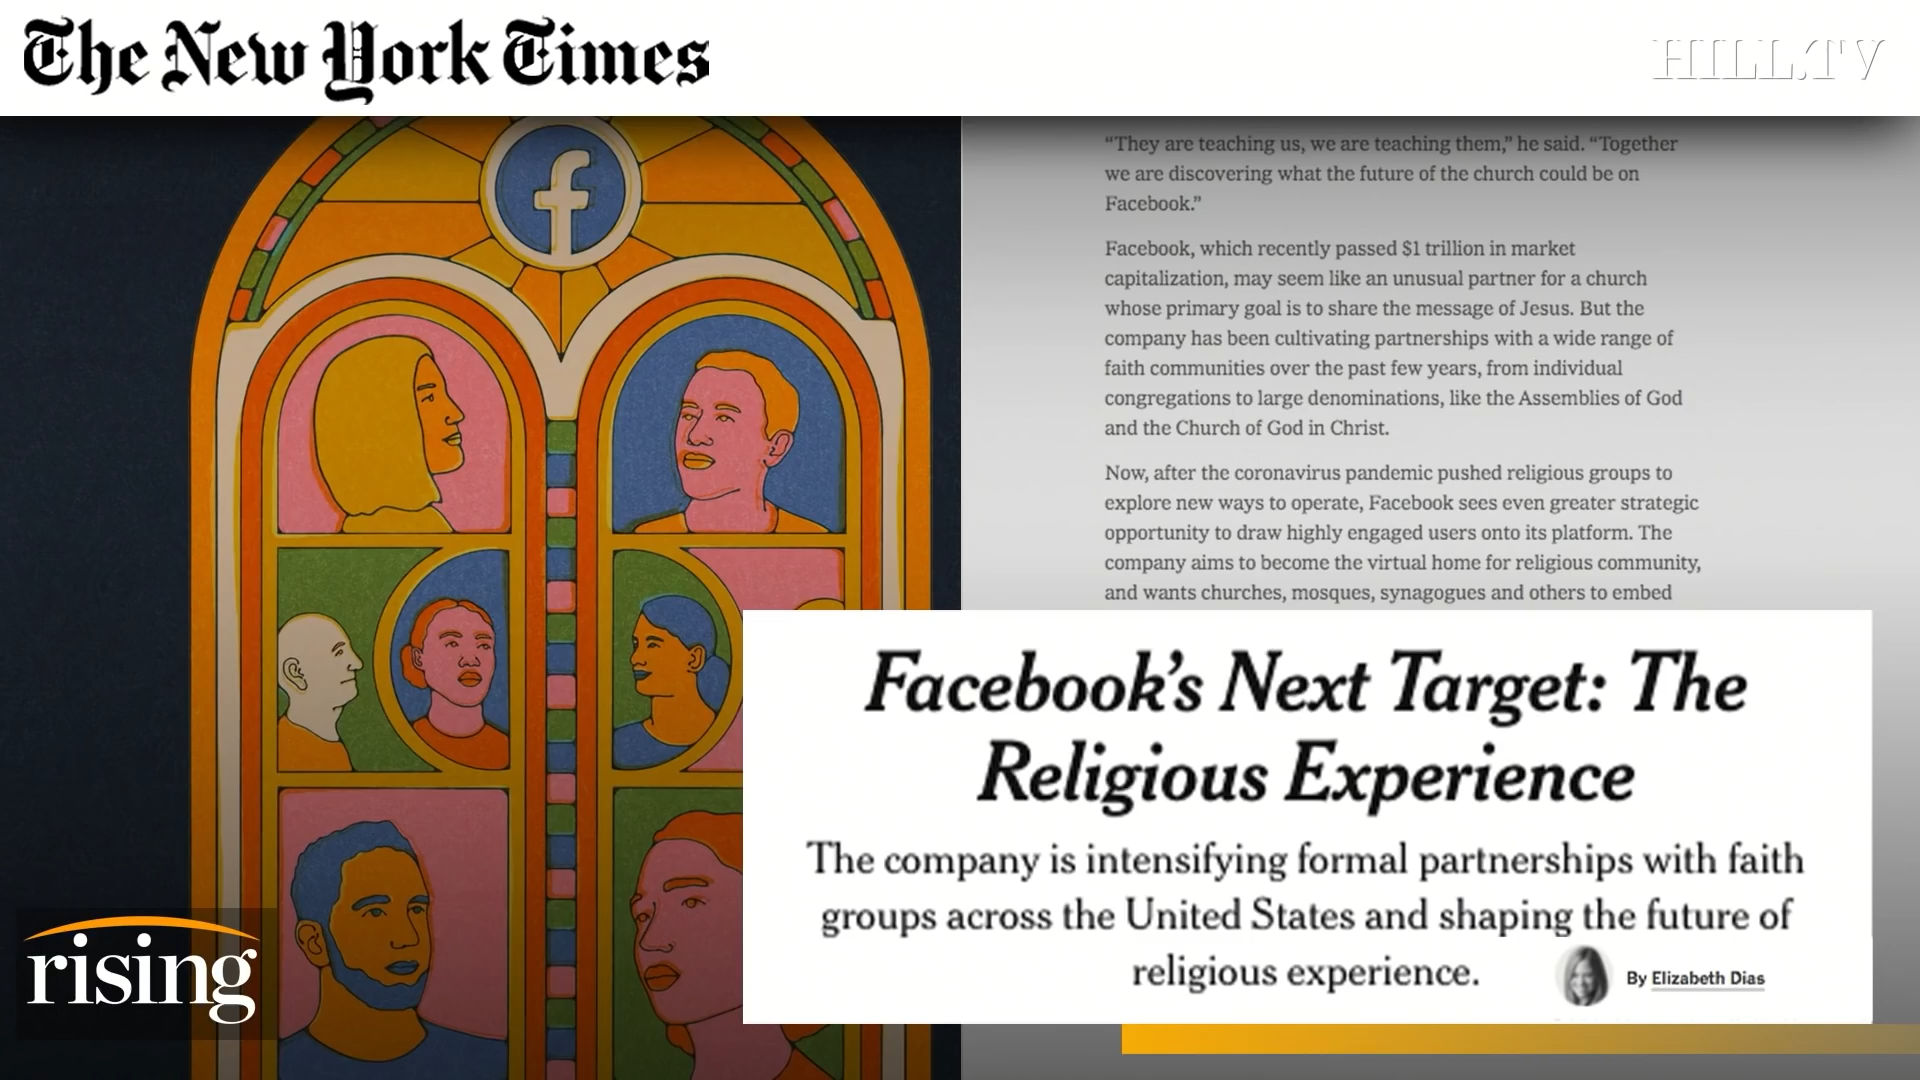 The New York Times
HILL.TV
“They are teaching us, we are teaching them,” he said. “Together
we are discovering what the future of the church could be on
Facebook.”
Facebook, which recently passed $1 trillion in market
capitalization, may seem like an unusual partner for a church
whose primary goal is to share the message of Jesus. But the
company has been cultivating partnerships with a wide range of
faith communities over the past few years, from individual
congregations to large denominations, like the Assemblies of God
and the Church of God in Christ.
Now, after the coronavirus pandemic pushed religious groups to
explore new ways to operate, Facebook sees even greater strategic
opportunity to draw highly engaged users onto its platform. The
company aims to become the virtual home for religious community,
and wants churches, mosques, synagogues and others to embed
Facebook’s Next Target: The
Religious Experience
The company is intensifying formal partnerships with faith
groups across the United States and shaping the future of
religious experience.
By Elizabeth Dias
rising
f